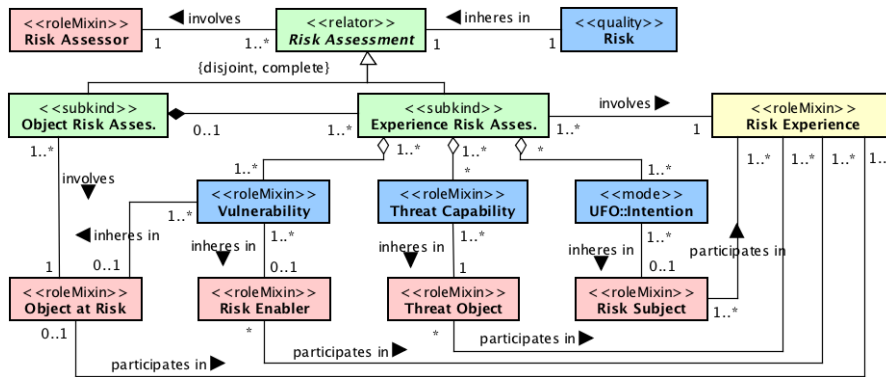 <<roleMixin>>
Risk Assessor
involves
1
1..*
<<relator>>
Risk Assessment
inheres in
1
1
<<quality>>
Risk
{disjoint, complete}
<<subkind>>
Object Risk Asses.
0..1
1..*
<<subkind>>
Experience Risk Asses.
involves
1..*
1
<<roleMixin>>
Risk Experience
1..*
involves
1
1..*
1..*
1..*
*
*
1..*
1..*
1..*
1..*
1..
<<roleMixin>>
Vulnerability
<<roleMixin>>
Threat Capability
<<mode>>
UFO::Intention
1..*
inheres in
0..1
inheres in
1..*
0..1
inheres in
1..*
1
inheres in
1..*
0..1
participates in
<<roleMixin>>
Object at Risk
<<roleMixin>>
Risk Enabler
<<roleMixin>>
Threat Object
<<roleMixin>>
Risk Subject
1..*
0..1
*
*
participates in
participates in
participates in